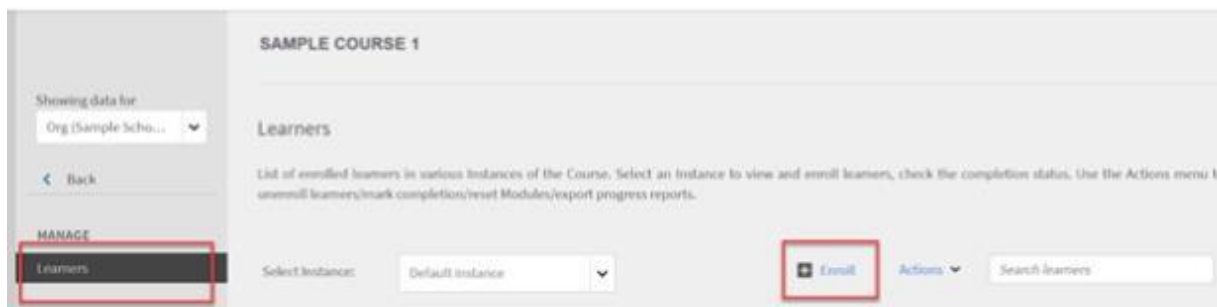 SAMPLE COURSE 1
Showing data for
Org (Sample Scho...
Back
MANAGE
Learners
Learners
List of enrolled learners in various Instances of the Course. Select an Instance to view and enroll learners, check the completion status. Use the Actions menu
unenroll learners/mark completion/reset Modules/export progress reports.
Select Instance:
Default instance
Enroll
Actions
Search learners